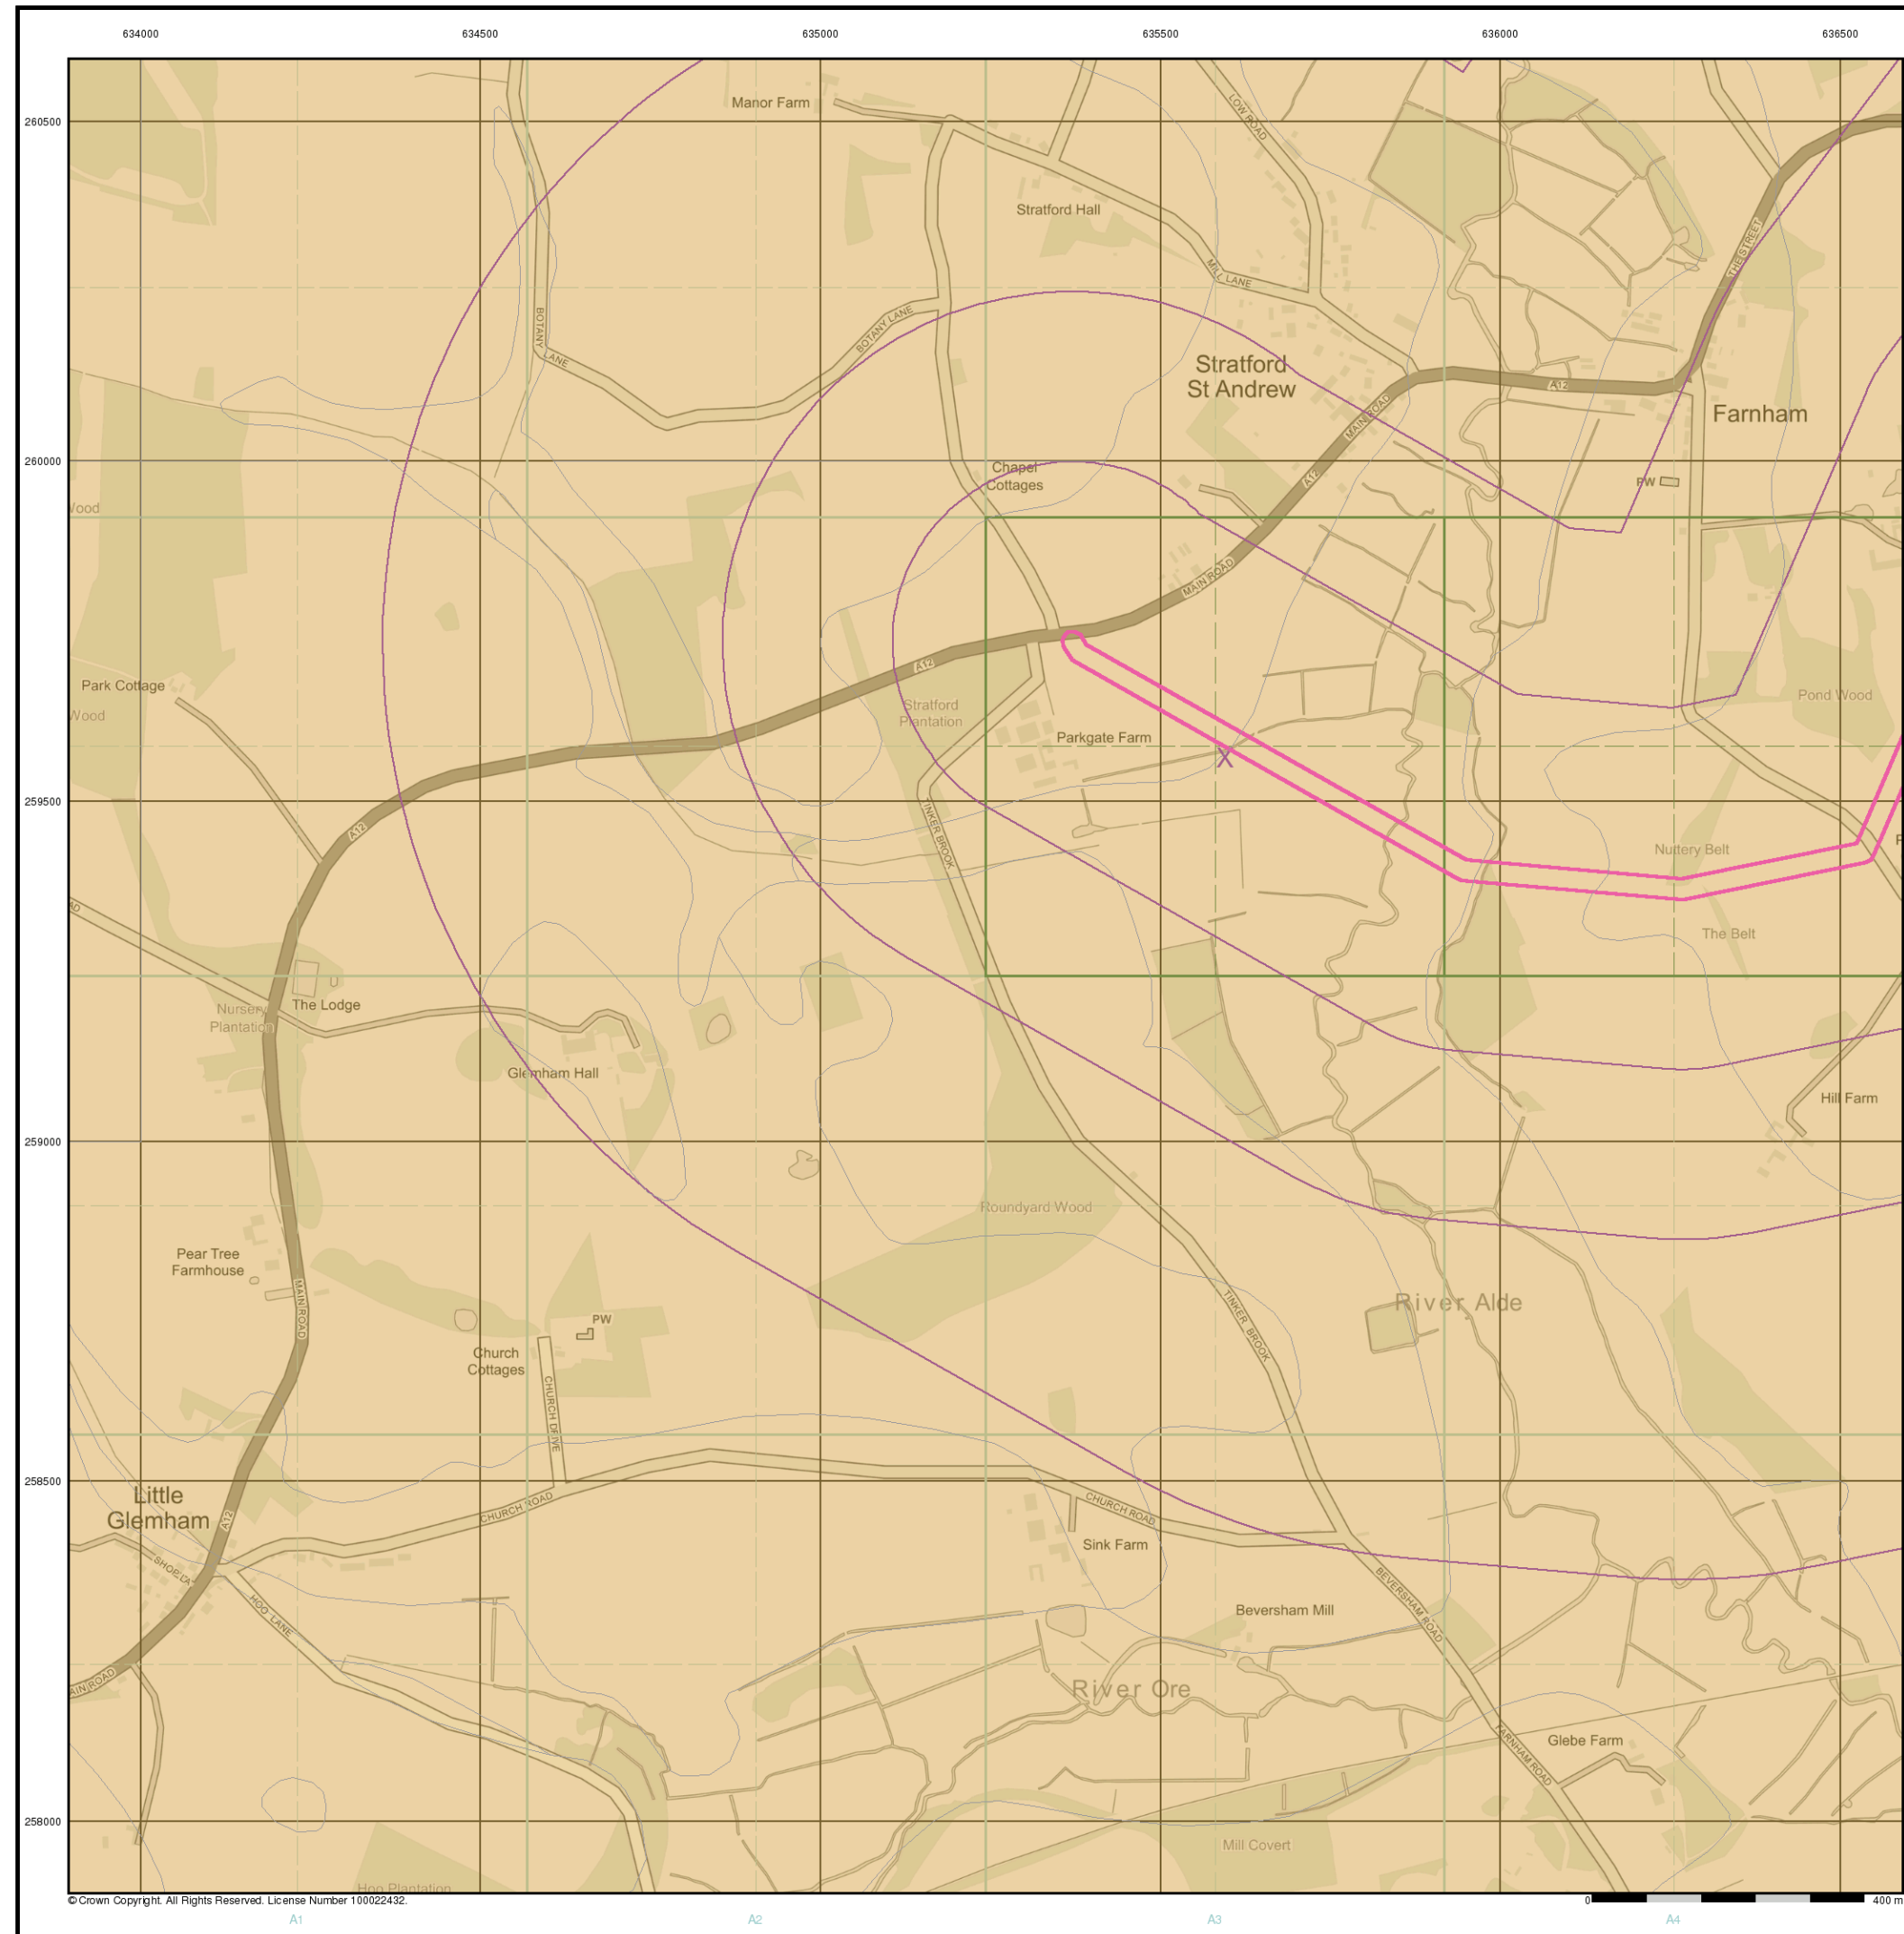 634000 634500 635000 635500 636000 636500
260500
260000
259500
259000
258500
258000
Manor Farm
LOW ROAD
Stratford Hall
MILL LANE
THE STREET
BOTANY
LANE
BOTANY LANE
Stratford
St Andrew
A12
MAIN ROAD
Farnham
Chapel
Cottages
A12
PW
Wood
MAIN ROAD
Park Cottage
Wood
A12
Stratford
Plantation
Parkgate Farm
X
Pond Wood
A12
TINKER BROOK
Nuttery Belt
The Belt
AD
The Lodge
Nursery
Plantation
Glemham Hall
Hill Farm
Roundyard Wood
Pear Tree
Farmhouse
MAIN ROAD
River Alde
PW
Church
Cottages
TINKER BROOK
CHURCH DRIVE
Little
Glemham
A12
CHURCH ROAD
CHURCH ROAD
Sink Farm
SHOP LA
HOO LANE
BEVERSHAM ROAD
Beversham Mill
AIN ROAD
River Ore
FARNHAM ROAD
Glebe Farm
Mill Covert
Hoo Plantation
© Crown Copyright. All Rights Reserved. License Number 100022432.
0 400 m
A1 A2 A3 A4